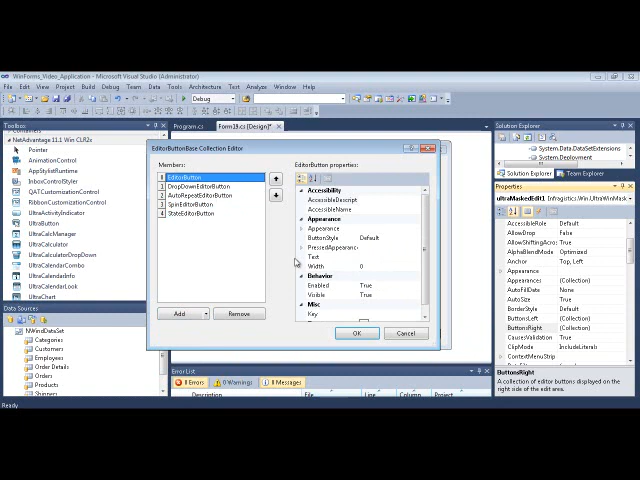 WinForms_Video_Application - Microsoft Visual Studio (Administrator)
File Edit View Project Build Debug Team Data Tools Architecture Test Analyze Window Help
Debug
Toolbox
NetAdvantage 11.1 Win CLR2x
Pointer
AnimationControl
AppStylistRuntime
InboxControlStyler
QATCustomizationControl
RibbonCustomizationControl
UltraActivityIndicator
UltraCalcManager
UltraCalculator
UltraCalculatorDropDown
UltraCalendarCombo
UltraCalendarInfo
UltraCalendarLook
UltraChart
Data Sources
NWindDataSet
Categories
Customers
Employees
Order Details
Orders
Products
Shippers
Ready
Program.cs Form19.cs [Design]*
EditorButtonBase Collection Editor
Members:
0 EditorButton
1 DropDownEditorButton
2 AutoRepeatEditorButton
3 SpinEditorButton
4 StateEditorButton
Add
Remove
EditorButton properties:
Accessibility
AccessibleDescript
AccessibleName
Appearance
Appearance
ButtonStyle Default
PressedAppearanc
Text
Width 0
Behavior
Enabled True
Visible True
Misc
Key
OK
Cancel
Error List
0 Errors
0 Warnings
0 Messages
Description File Line Column Project
Solution Explorer
System.Data.DataSetExtensions
System.Deployment
Solution Explorer Team Explorer
Properties
ultraMaskedEdit1 Infragistics.Win.UltraWinMask
AccessibleRole Default
AllowDrop False
AllowShiftingAcros True
AlphaBlendMode Optimized
Anchor Top, Left
Appearance
Appearances (Collection)
AutoFillDate None
AutoSize True
BorderStyle Default
ButtonsLeft (Collection)
ButtonsRight (Collection)
CausesValidation True
ClipMode IncludeLiterals
ContextMenuStrip
ButtonsRight
A collection of editor buttons displayed on the right side of the edit area.